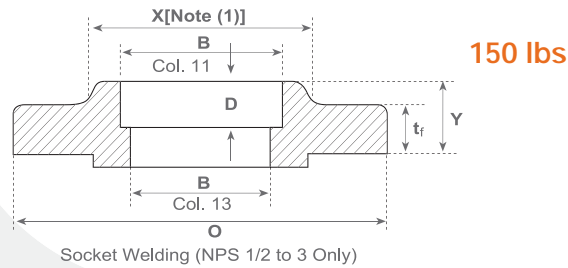 X[Note (1)]
150 lbs
B
Col. 11
D
Y
tf
B
Col. 13
O
Socket Welding (NPS 1/2 to 3 Only)